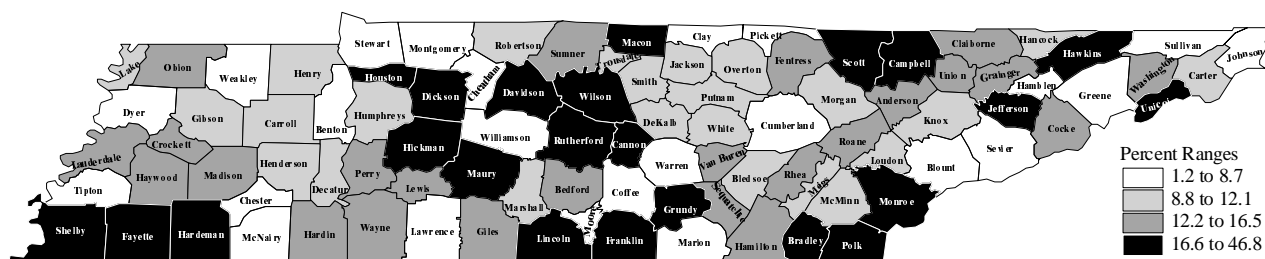 Stewart
Montgomery
Robertson
Sumner
Macon
Clay
Pickett
Scott
Campbell
Claiborne
Hancock
Hawkins
Sullivan
Johnson
Lake
Obion
Weakley
Henry
Houston
Dickson
Cheatham
Davidson
Wilson
Trousdale
Smith
Jackson
Overton
Fentress
Union
Grainger
Hamblen
Greene
Washington
Carter
Unicoi
Dyer
Gibson
Carroll
Benton
Humphreys
Williamson
Rutherford
Cannon
DeKalb
Putnam
White
Cumberland
Morgan
Anderson
Knox
Jefferson
Cocke
Lauderdale
Crockett
Haywood
Madison
Henderson
Decatur
Perry
Hickman
Lewis
Maury
Bedford
Coffee
Warren
Van Buren
Bledsoe
Rhea
Roane
Meigs
Loudon
Blount
Sevier
Tipton
Chester
Marshall
Moore
Grundy
Sequatchie
McMinn
Monroe
Shelby
Fayette
Hardeman
McNairy
Hardin
Wayne
Lawrence
Giles
Lincoln
Franklin
Marion
Hamilton
Bradley
Polk
Percent Ranges
1.2 to 8.7
8.8 to 12.1
12.2 to 16.5
16.6 to 46.8